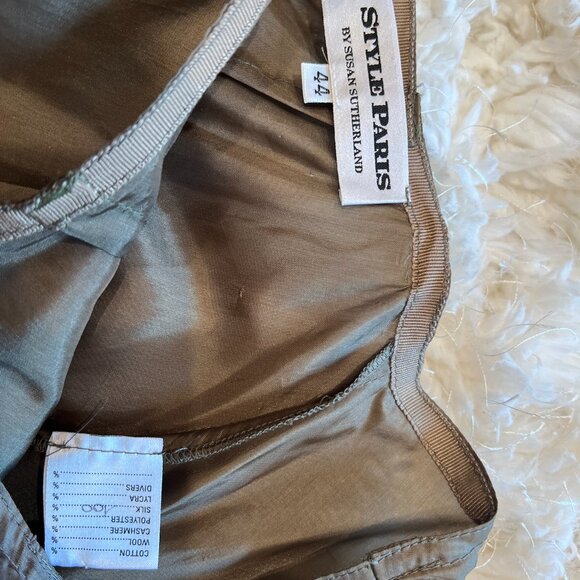 STYLE PARIS
BY SUSAN SUTHERLAND
44
COTTON .......... %
WOOL .......... %
CASHMERE .......... %
POLYESTER .......... %
SILK .....100..... %
LYCRA .......... %
DIVERS .......... %